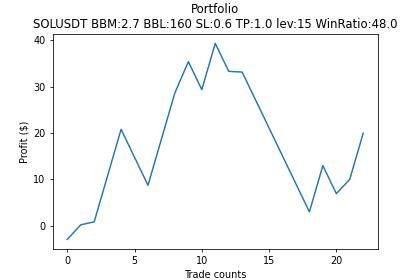 Portfolio
SOLUSDT BBM:2.7 BBL:160 SL:0.6 TP:1.0 lev:15 WinRatio:48.0
40
30
20
10
0
Profit ($)
0 5 10 15 20
Trade counts